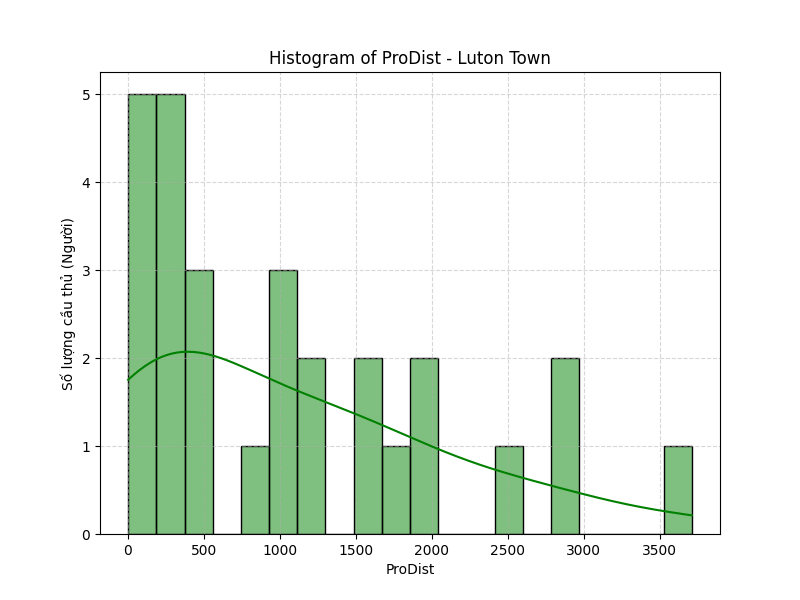 Histogram of ProDist - Luton Town
Số lượng cầu thủ (Người)
5
4
3
2
1
0
0 500 1000 1500 2000 2500 3000 3500
ProDist